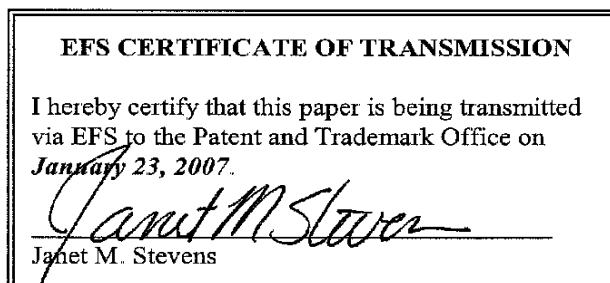 EFS CERTIFICATE OF TRANSMISSION
I hereby certify that this paper is being transmitted
via EFS to the Patent and Trademark Office on
January 23, 2007.
Janet M Stevens
Janet M. Stevens